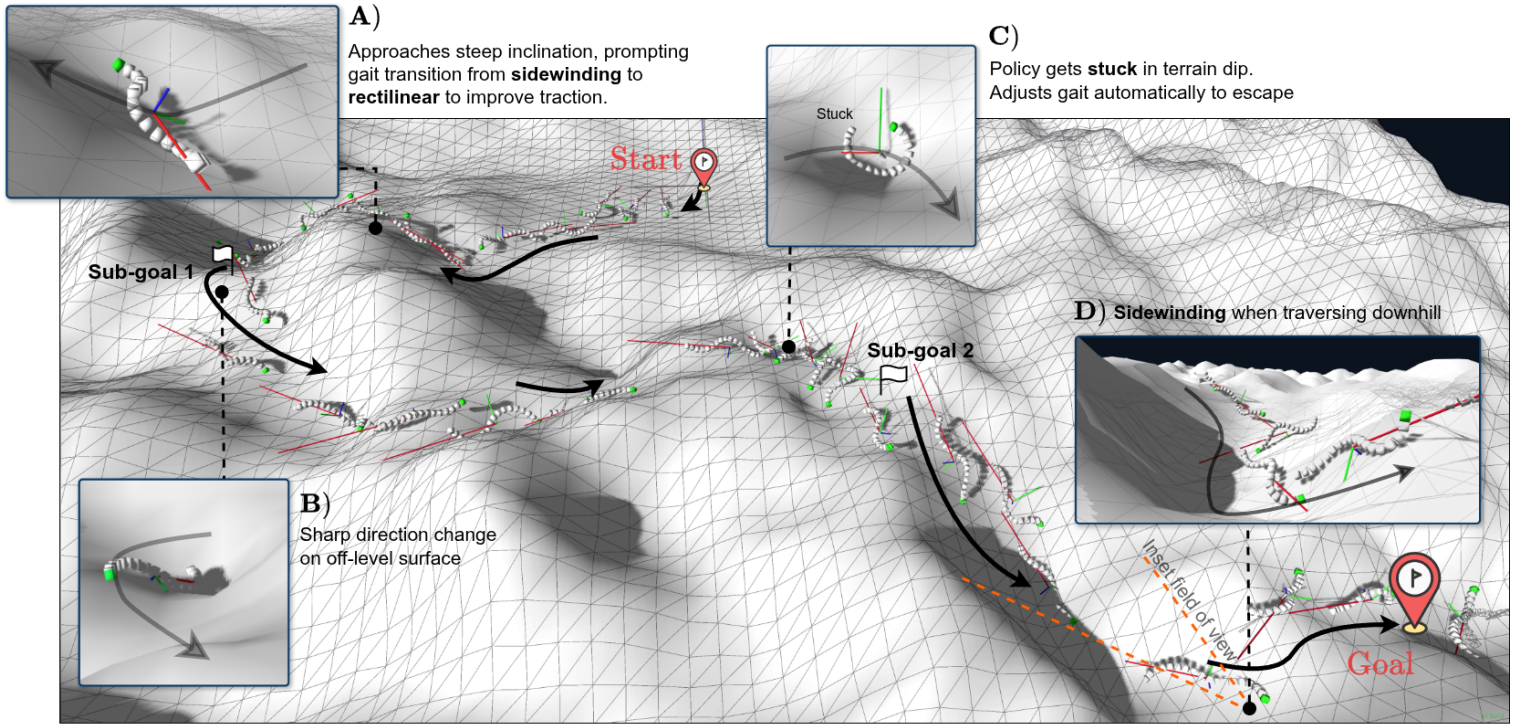 A)
Approaches steep inclination, prompting
gait transition from sidewinding to
rectilinear to improve traction.
C)
Policy gets stuck in terrain dip.
Adjusts gait automatically to escape
Stuck
Start
Sub-goal 1
Sub-goal 2
D) Sidewinding when traversing downhill
B)
Sharp direction change
on off-level surface
Inset field of view
Goal